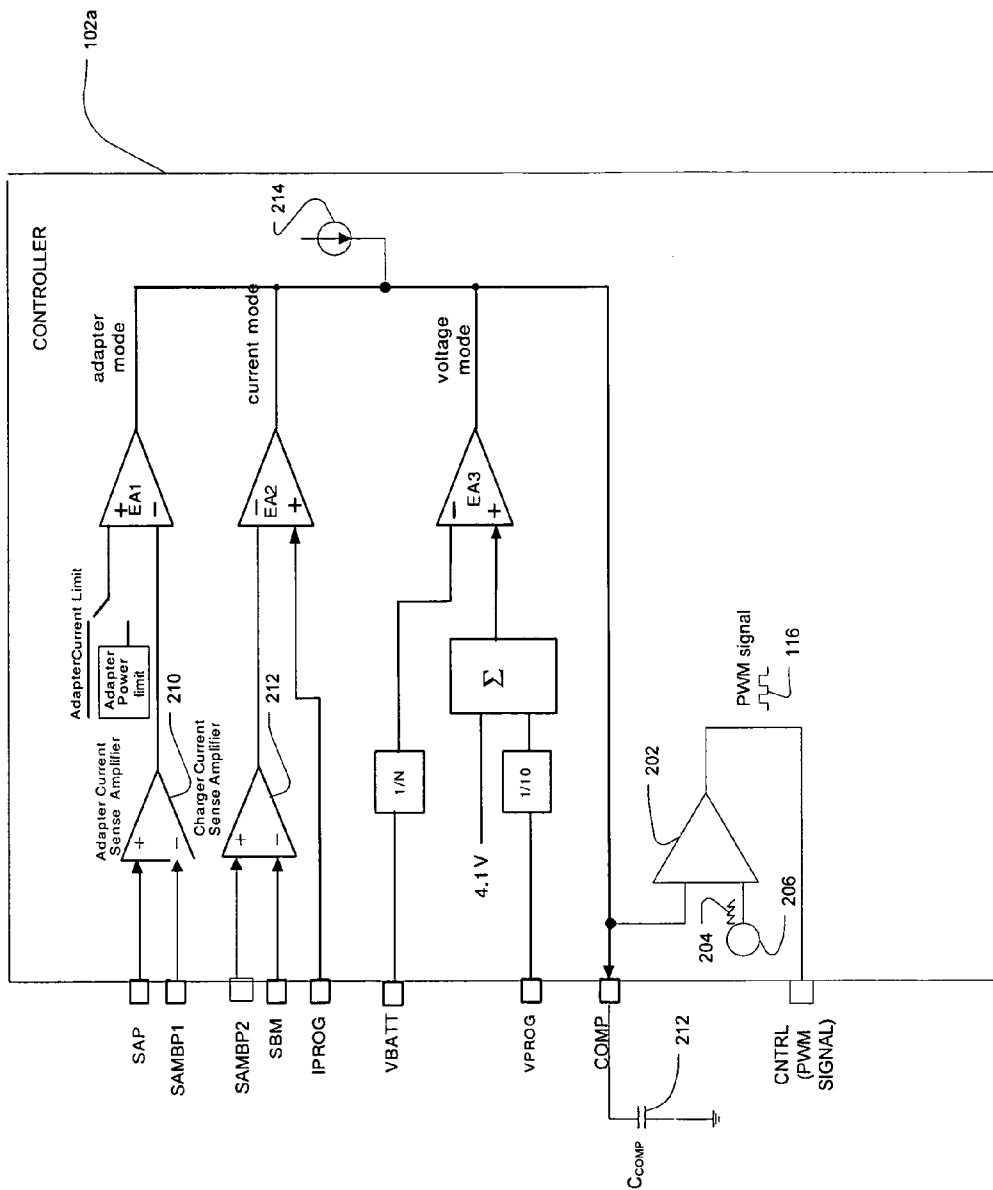 102a
CONTROLLER
214
adapter
mode
current mode
voltage
mode
+
EA1
−
−
EA2
+
−
EA3
+
AdapterCurrent Limit
Adapter
Power
limit
210
Adapter Current
Sense Amplifier
+
−
Charger Current
Sense Amplifier
212
+
−
Σ
1/N
1/10
4.1V
PWM signal
116
202
204
206
SAP
SAMBP1
SAMBP2
SBM
IPROG
VBATT
VPROG
COMP
CNTRL
(PWM
SIGNAL)
212
CCOMP